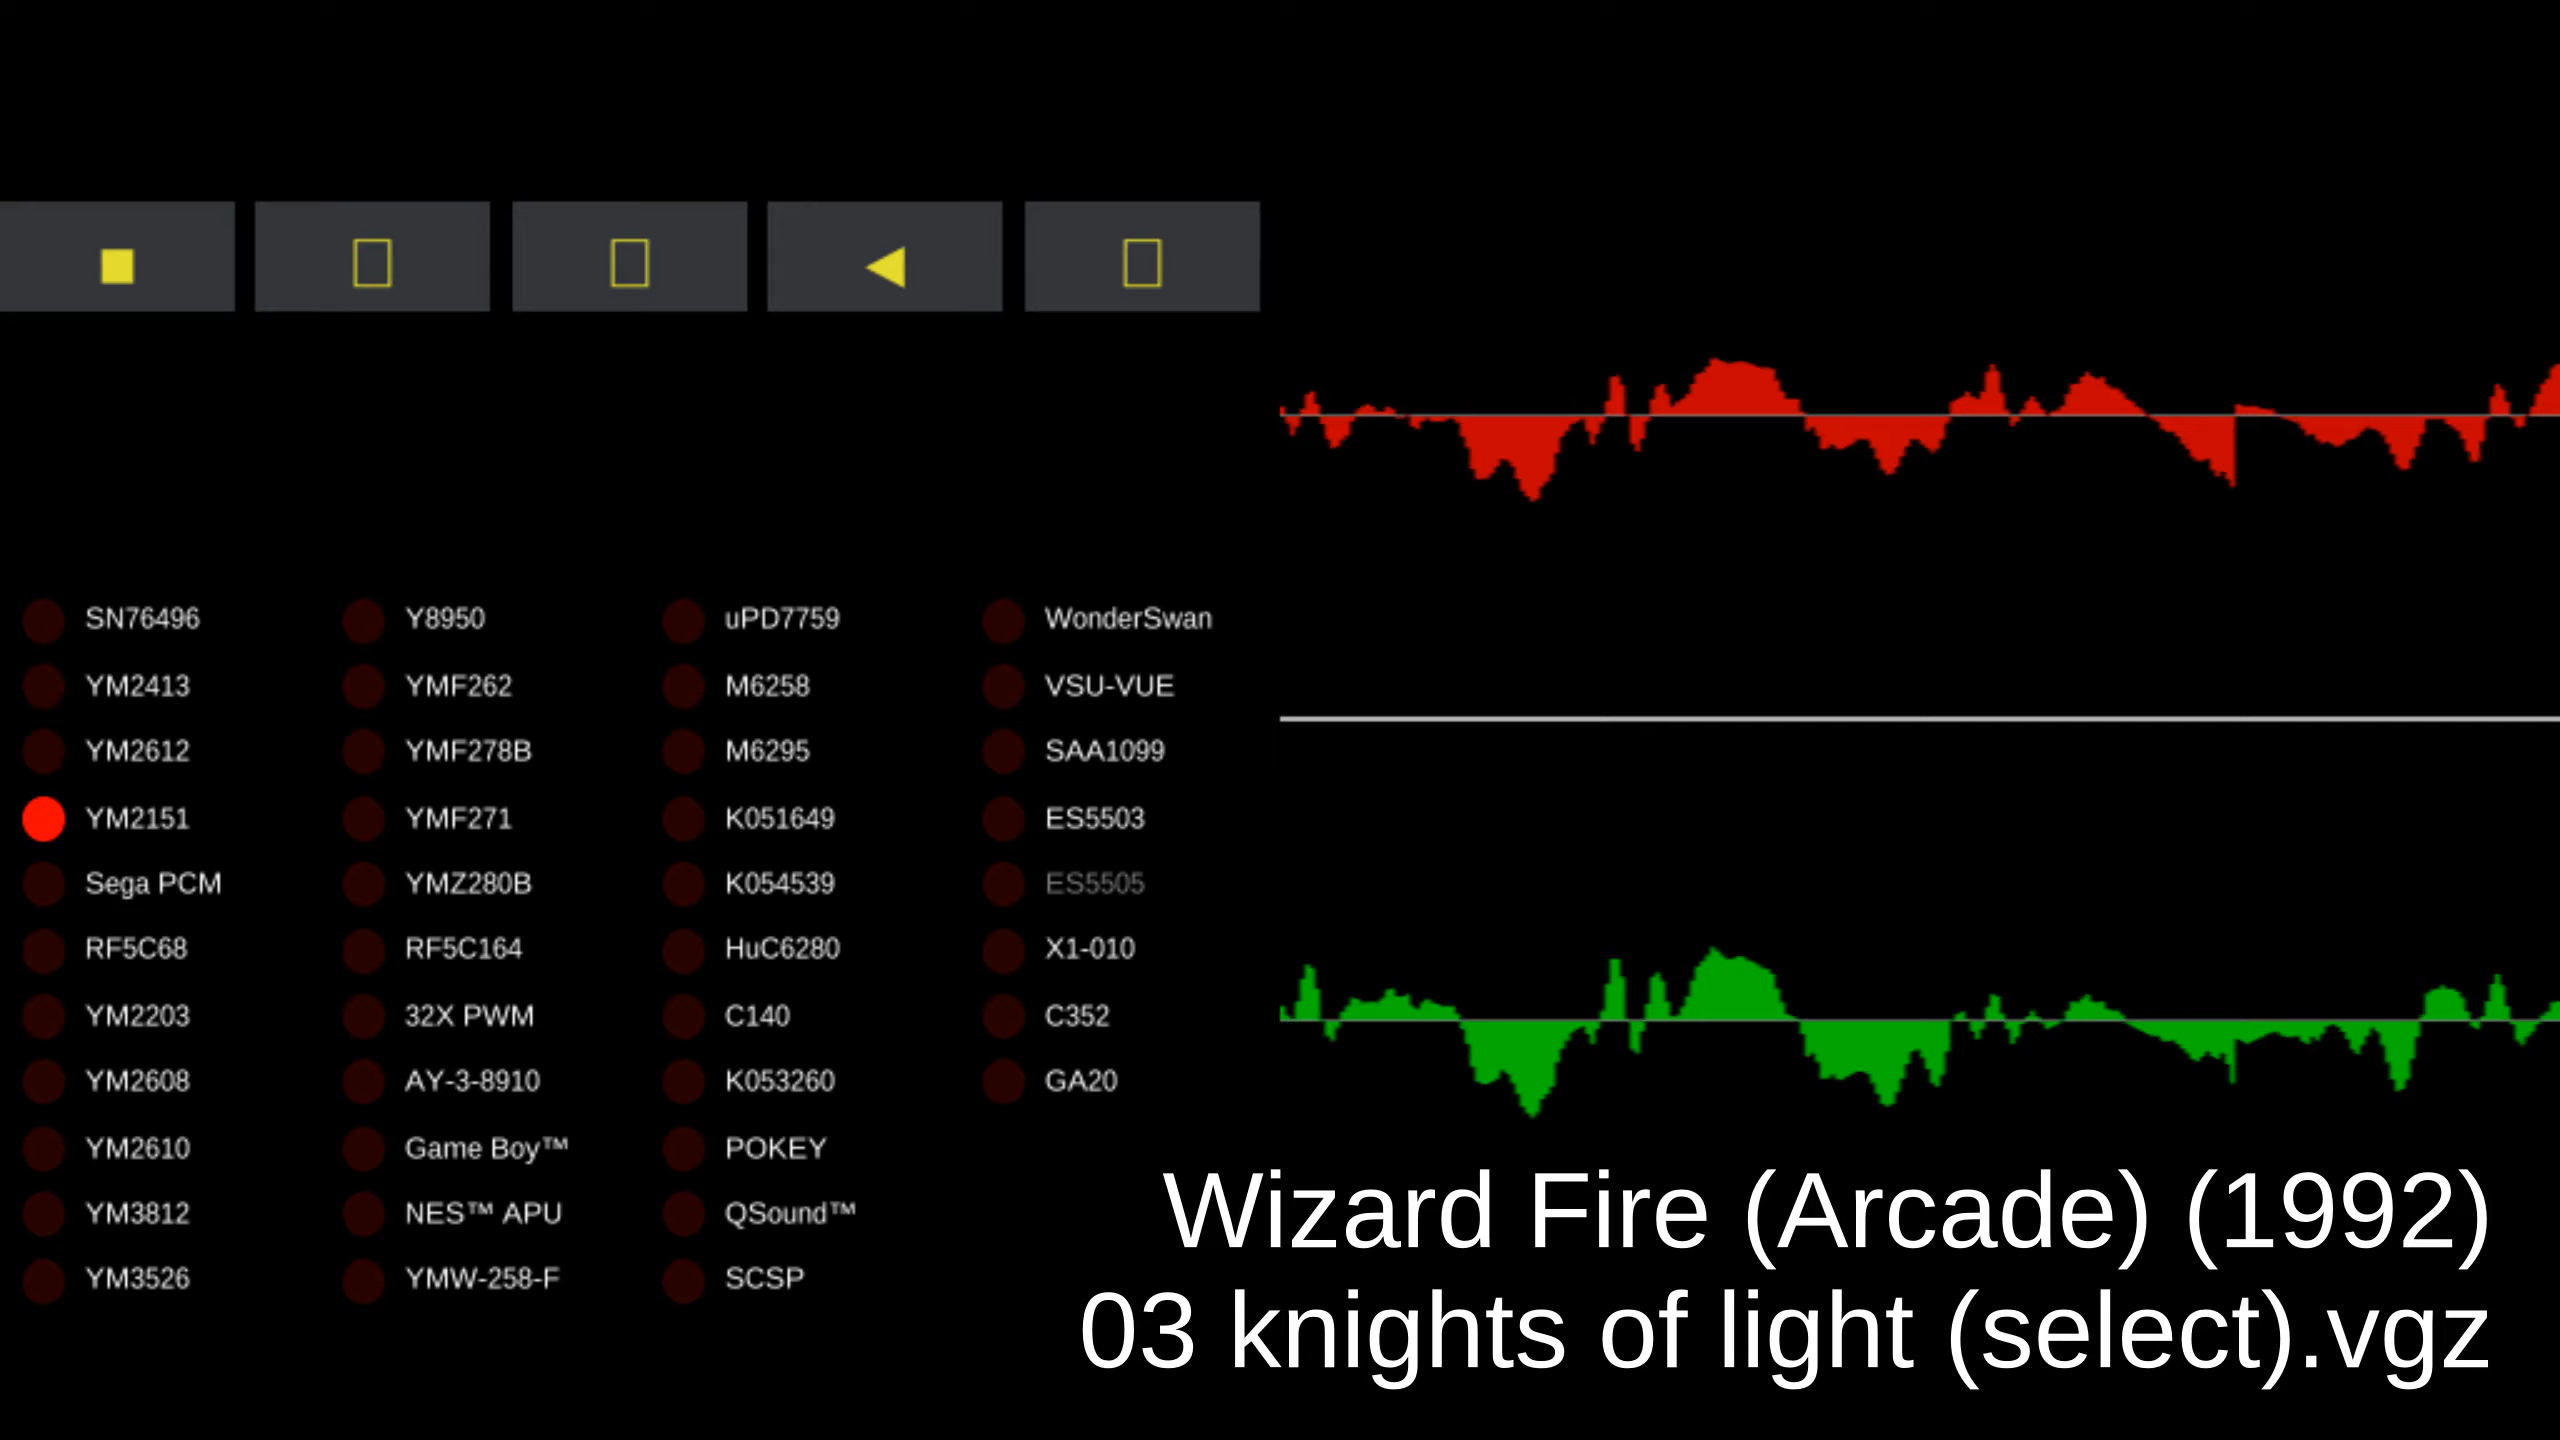 SN76496
YM2413
YM2612
YM2151
Sega PCM
RF5C68
YM2203
YM2608
YM2610
YM3812
YM3526
Y8950
YMF262
YMF278B
YMF271
YMZ280B
RF5C164
32X PWM
AY-3-8910
Game Boy™
NES™ APU
YMW-258-F
uPD7759
M6258
M6295
K051649
K054539
HuC6280
C140
K053260
POKEY
QSound™
SCSP
WonderSwan
VSU-VUE
SAA1099
ES5503
ES5505
X1-010
C352
GA20
Wizard Fire (Arcade) (1992)
03 knights of light (select).vgz